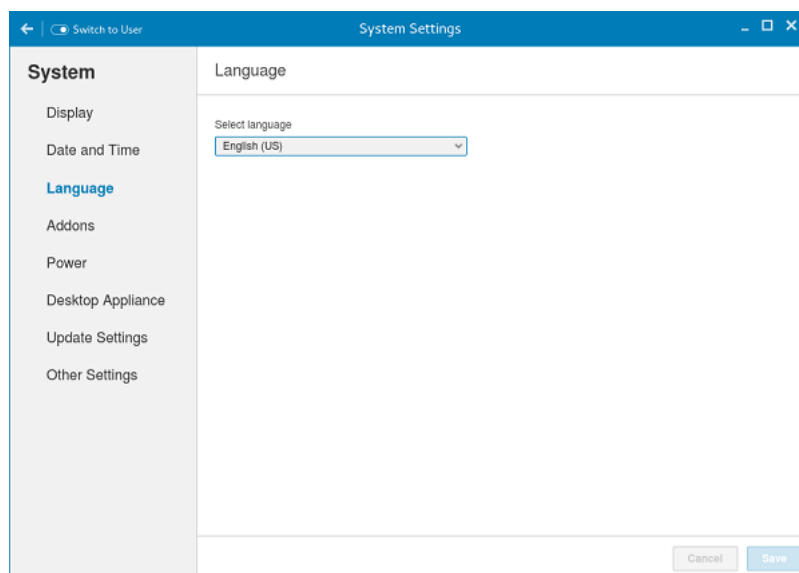 Switch to User
System Settings
System
Display
Date and Time
Language
Addons
Power
Desktop Appliance
Update Settings
Other Settings
Language
Select language
English (US)
Cancel
Save